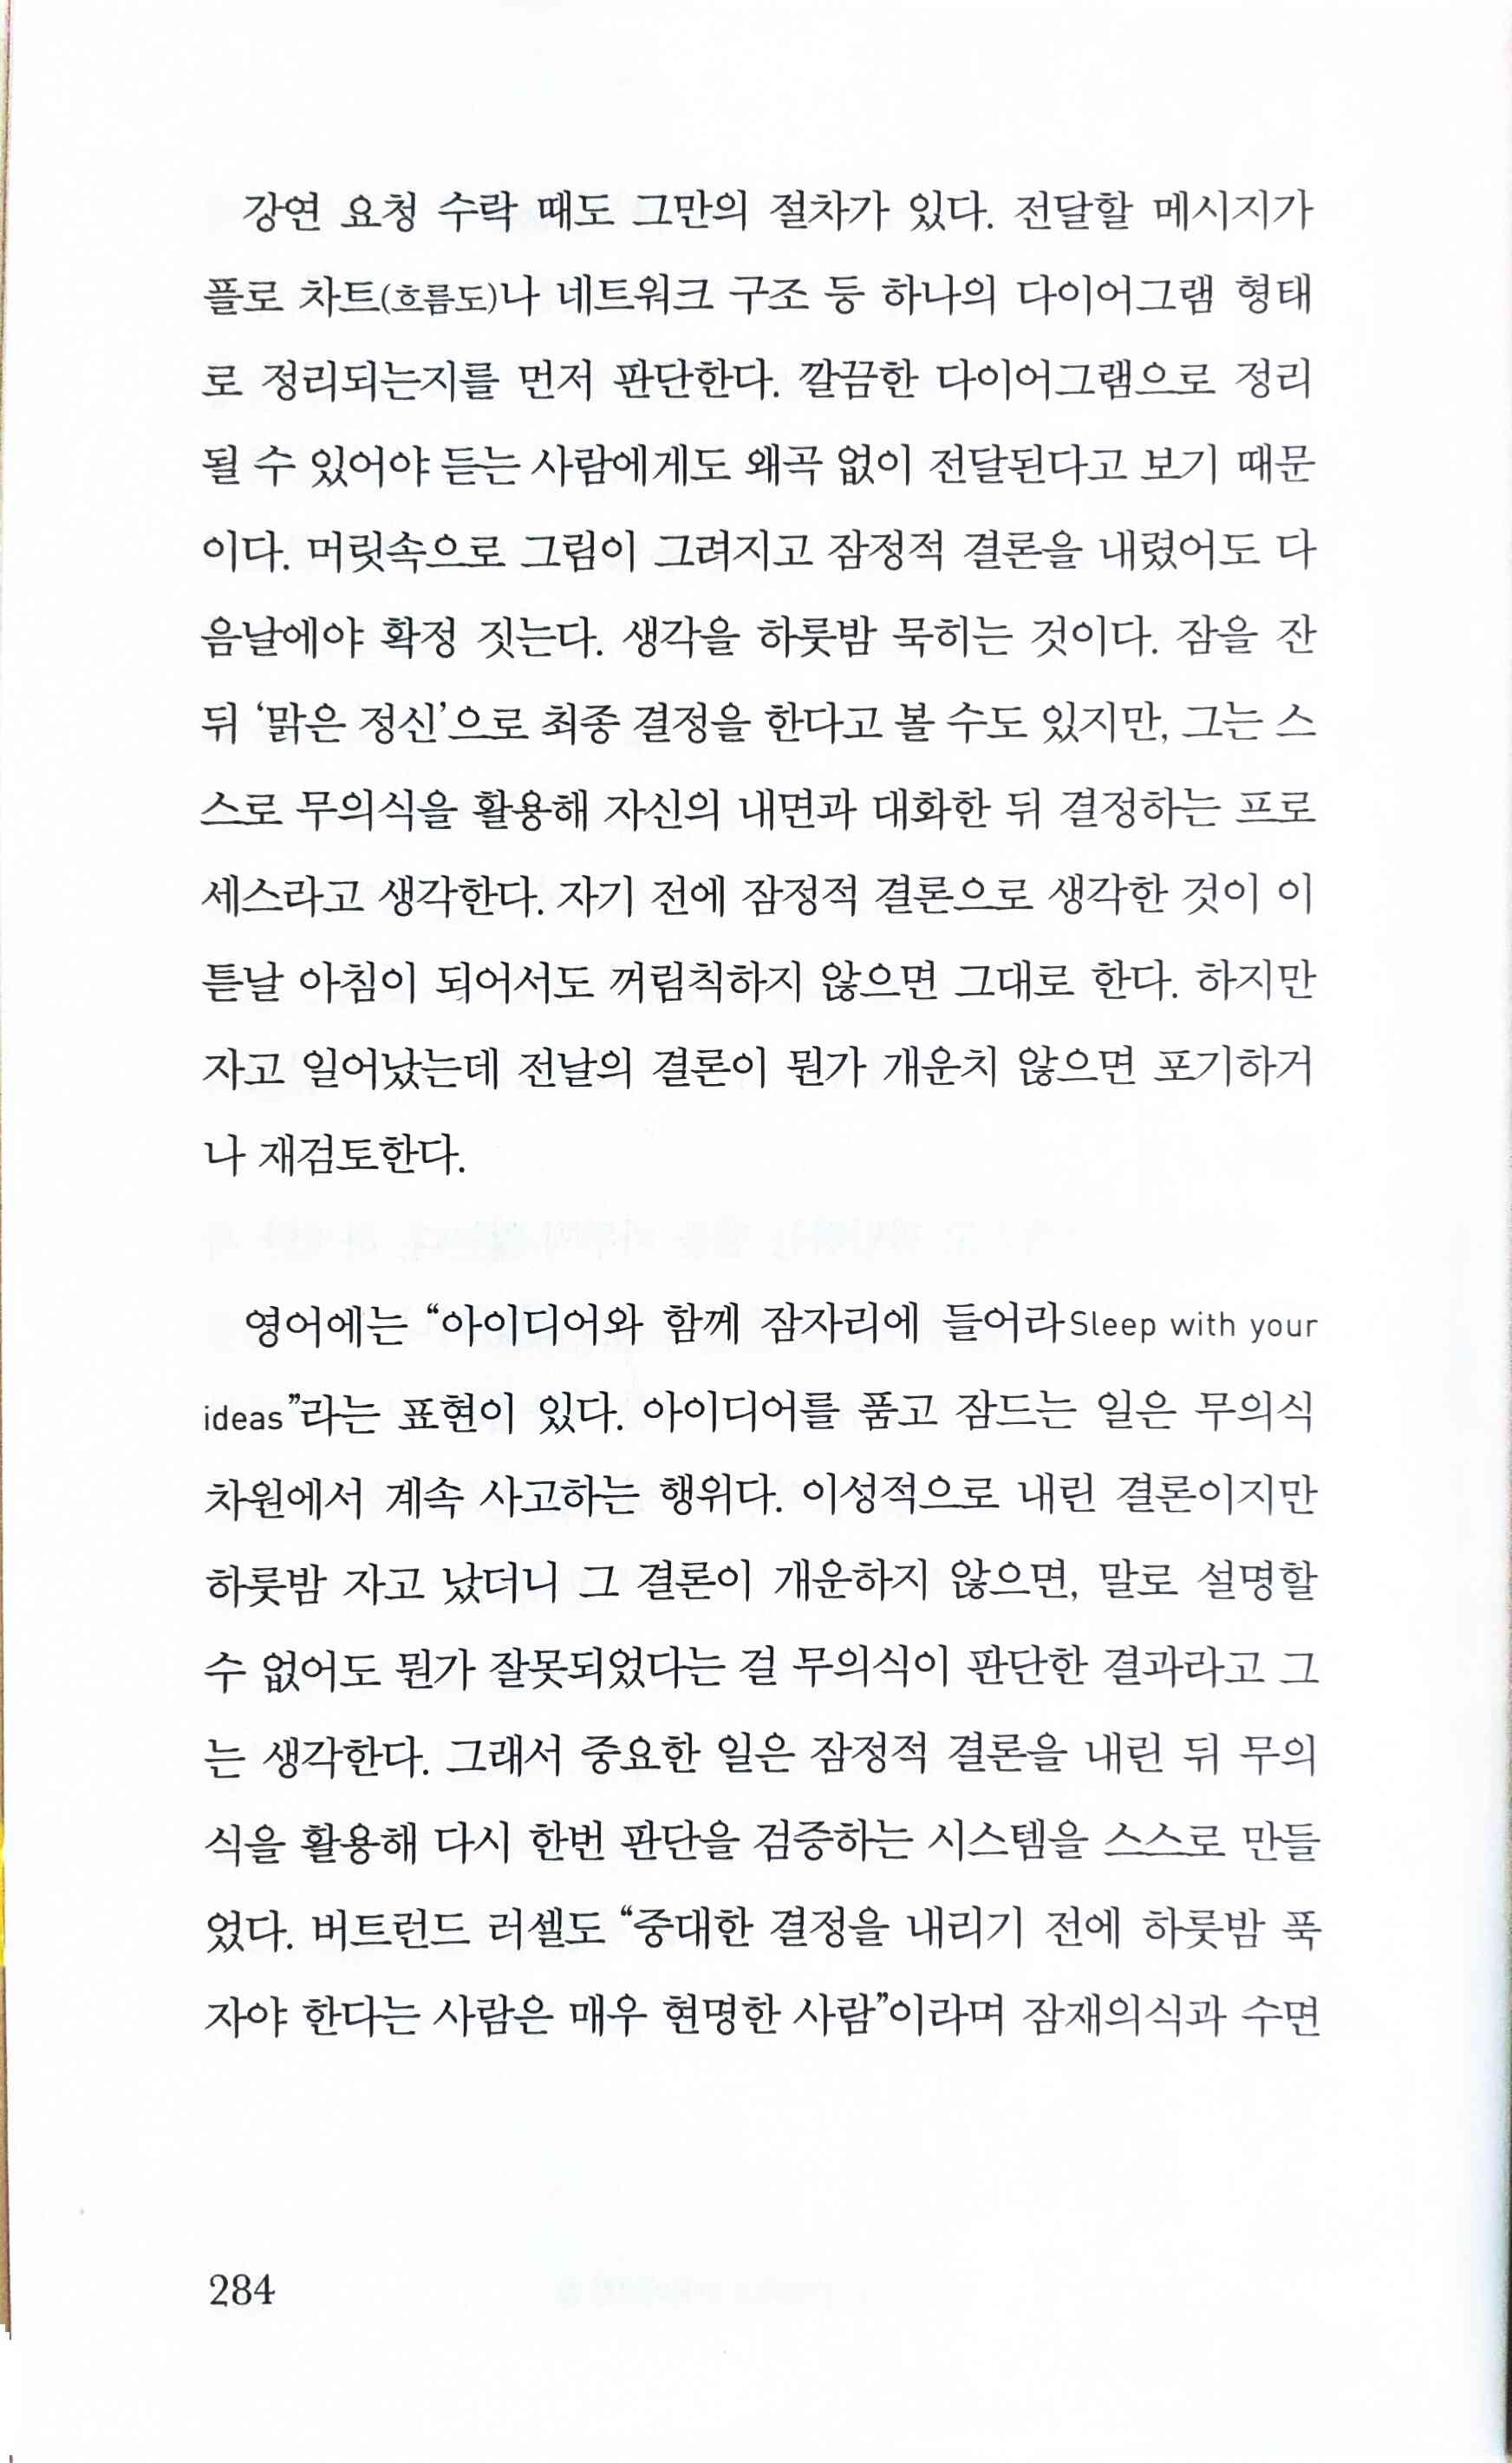 강연 요청 수락 때도 그만의 절차가 있다. 전달할 메시지가
플로 차트(흐름도)나 네트워크 구조 등 하나의 다이어그램 형태
로 정리되는지를 먼저 판단한다. 깔끔한 다이어그램으로 정리
될 수 있어야 듣는 사람에게도 왜곡 없이 전달된다고 보기 때문
이다. 머릿속으로 그림이 그려지고 잠정적 결론을 내렸어도 다
음날에야 확정 짓는다. 생각을 하룻밤 묵히는 것이다. 잠을 잔
뒤 ‘맑은 정신’으로 최종 결정을 한다고 볼 수도 있지만, 그는 스
스로 무의식을 활용해 자신의 내면과 대화한 뒤 결정하는 프로
세스라고 생각한다. 자기 전에 잠정적 결론으로 생각한 것이 이
튿날 아침이 되어서도 꺼림칙하지 않으면 그대로 한다. 하지만
자고 일어났는데 전날의 결론이 뭔가 개운치 않으면 포기하거
나 재검토한다.
영어에는 “아이디어와 함께 잠자리에 들어라Sleep with your
ideas”라는 표현이 있다. 아이디어를 품고 잠드는 일은 무의식
차원에서 계속 사고하는 행위다. 이성적으로 내린 결론이지만
하룻밤 자고 났더니 그 결론이 개운하지 않으면, 말로 설명할
수 없어도 뭔가 잘못되었다는 걸 무의식이 판단한 결과라고 그
는 생각한다. 그래서 중요한 일은 잠정적 결론을 내린 뒤 무의
식을 활용해 다시 한번 판단을 검증하는 시스템을 스스로 만들
었다. 버트런드 러셀도 “중대한 결정을 내리기 전에 하룻밤 푹
자야 한다는 사람은 매우 현명한 사람”이라며 잠재의식과 수면
284